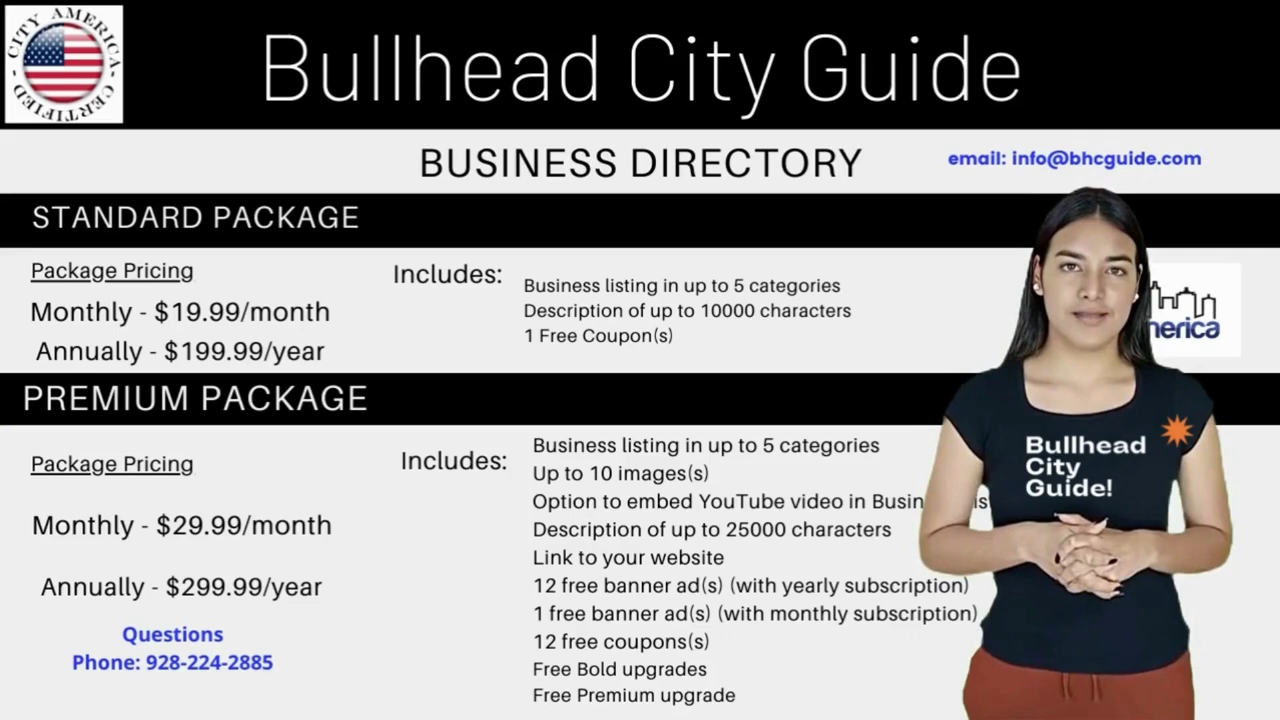 CITY AMERICA
CERTIFIED
Bullhead City Guide
BUSINESS DIRECTORY
email: info@bhcguide.com
STANDARD PACKAGE
Package Pricing
Monthly - $19.99/month
Annually - $199.99/year
Includes:
Business listing in up to 5 categories
Description of up to 10000 characters
1 Free Coupon(s)
PREMIUM PACKAGE
Package Pricing
Monthly - $29.99/month
Annually - $299.99/year
Questions
Phone: 928-224-2885
Includes:
Business listing in up to 5 categories
Up to 10 images(s)
Option to embed YouTube video in
Description of up to 25000 characters
Link to your website
12 free banner ad(s) (with yearly subscription)
1 free banner ad(s) (with monthly subscription)
12 free coupons(s)
Free Bold upgrades
Free Premium upgrade
Bullhead
City
Guide!